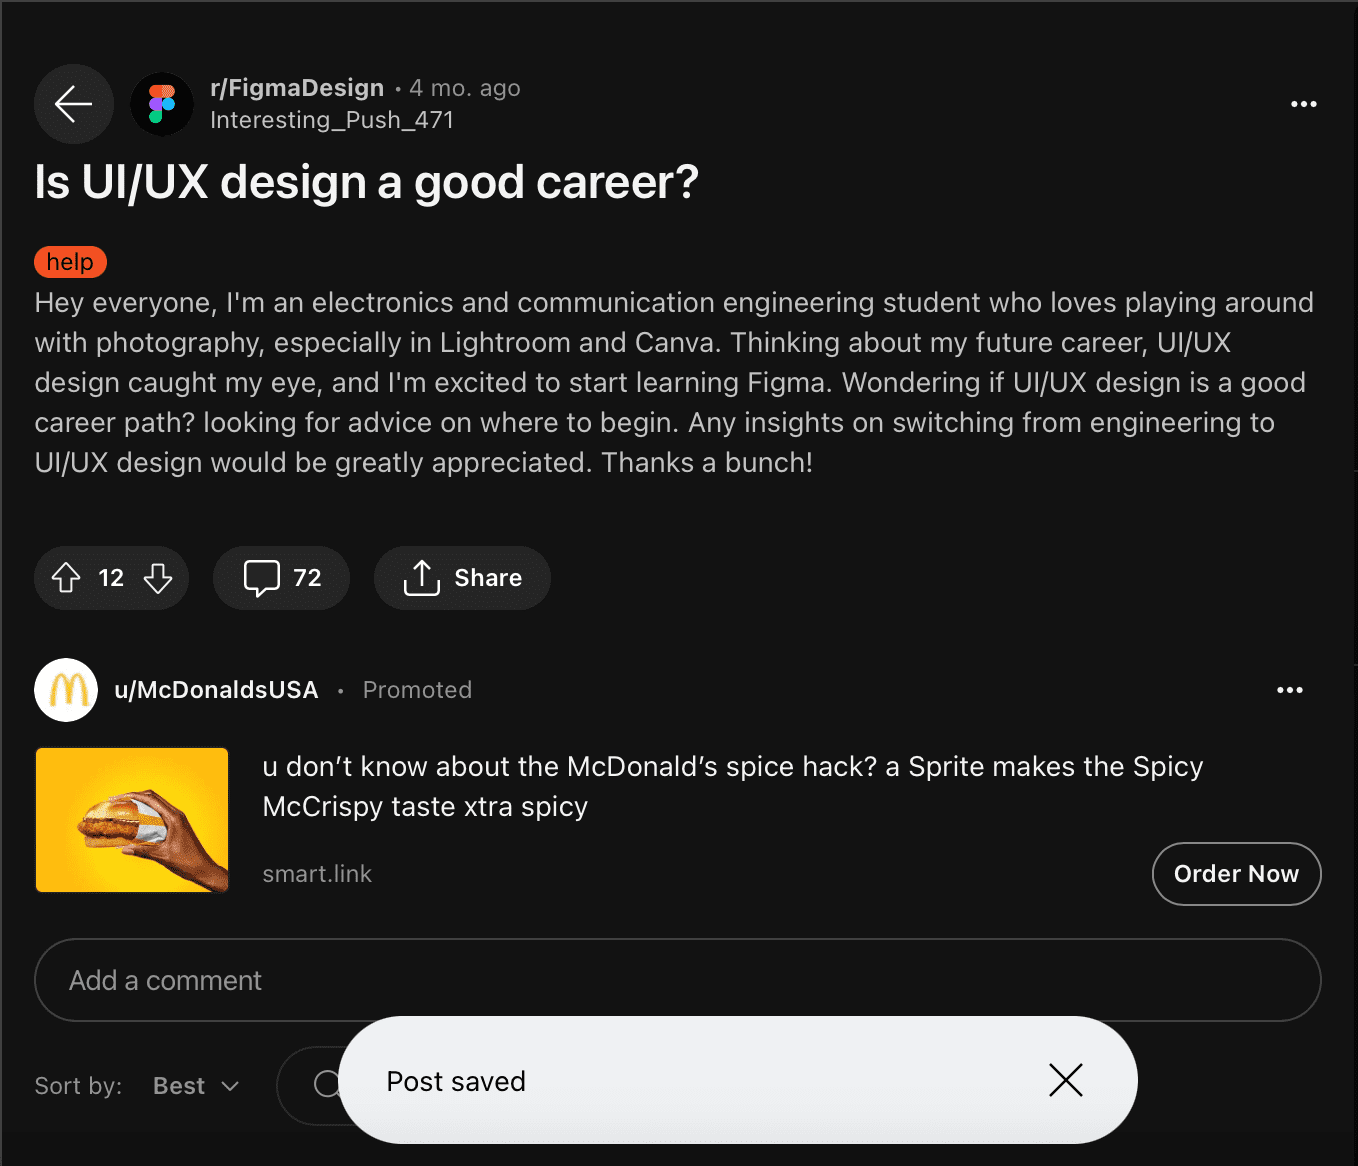 r/FigmaDesign • 4 mo. ago
Interesting_Push_471
Is UI/UX design a good career?
help
Hey everyone, I'm an electronics and communication engineering student who loves playing around
with photography, especially in Lightroom and Canva. Thinking about my future career, UI/UX
design caught my eye, and I'm excited to start learning Figma. Wondering if UI/UX design is a good
career path? looking for advice on where to begin. Any insights on switching from engineering to
UI/UX design would be greatly appreciated. Thanks a bunch!
12
72
Share
u/McDonaldsUSA • Promoted
u don’t know about the McDonald’s spice hack? a Sprite makes the Spicy
McCrispy taste xtra spicy
smart.link
Order Now
Add a comment
Sort by: Best
Post saved